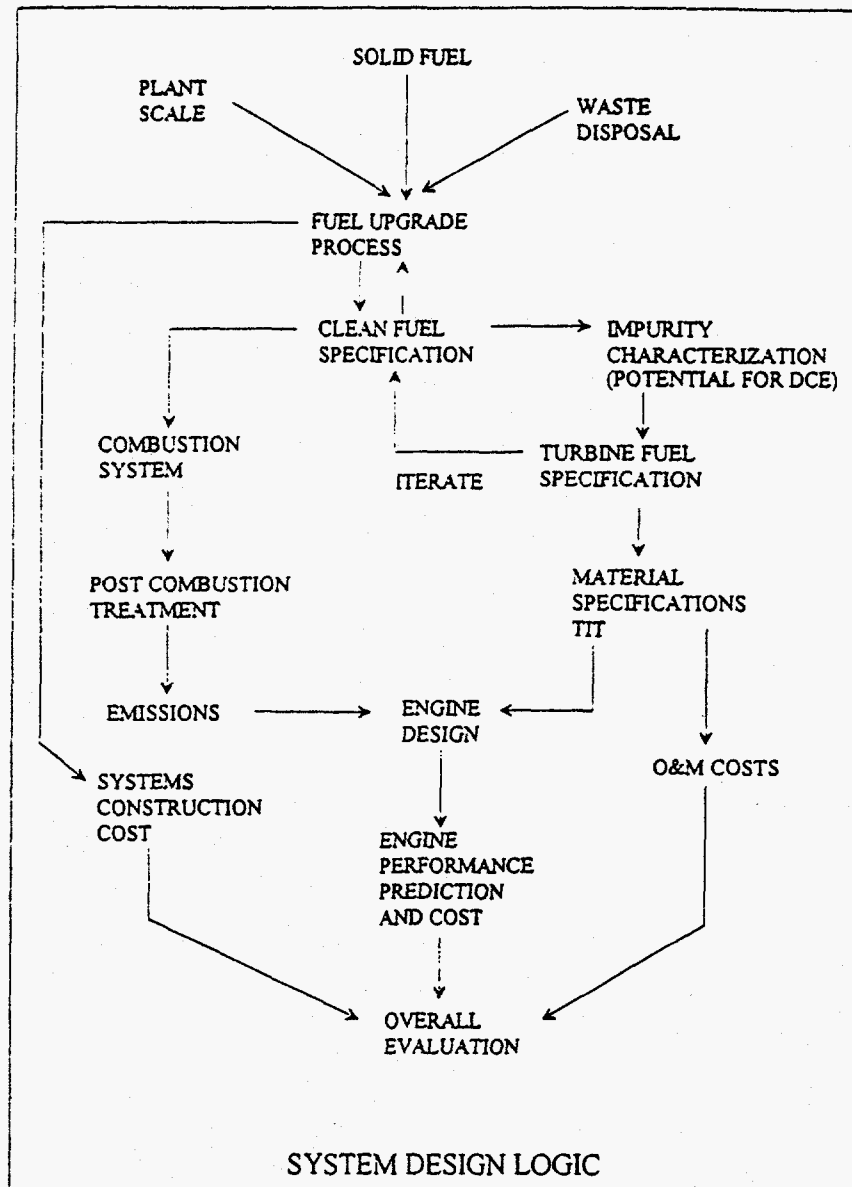 SOLID FUEL
PLANT
SCALE
WASTE
DISPOSAL
FUEL UPGRADE
PROCESS
CLEAN FUEL
SPECIFICATION
IMPURITY
CHARACTERIZATION
(POTENTIAL FOR DCE)
COMBUSTION
SYSTEM
ITERATE
TURBINE FUEL
SPECIFICATION
POST COMBUSTION
TREATMENT
MATERIAL
SPECIFICATIONS
TIT
EMISSIONS
ENGINE
DESIGN
O&M COSTS
SYSTEMS
CONSTRUCTION
COST
ENGINE
PERFORMANCE
PREDICTION
AND COST
OVERALL
EVALUATION
SYSTEM DESIGN LOGIC